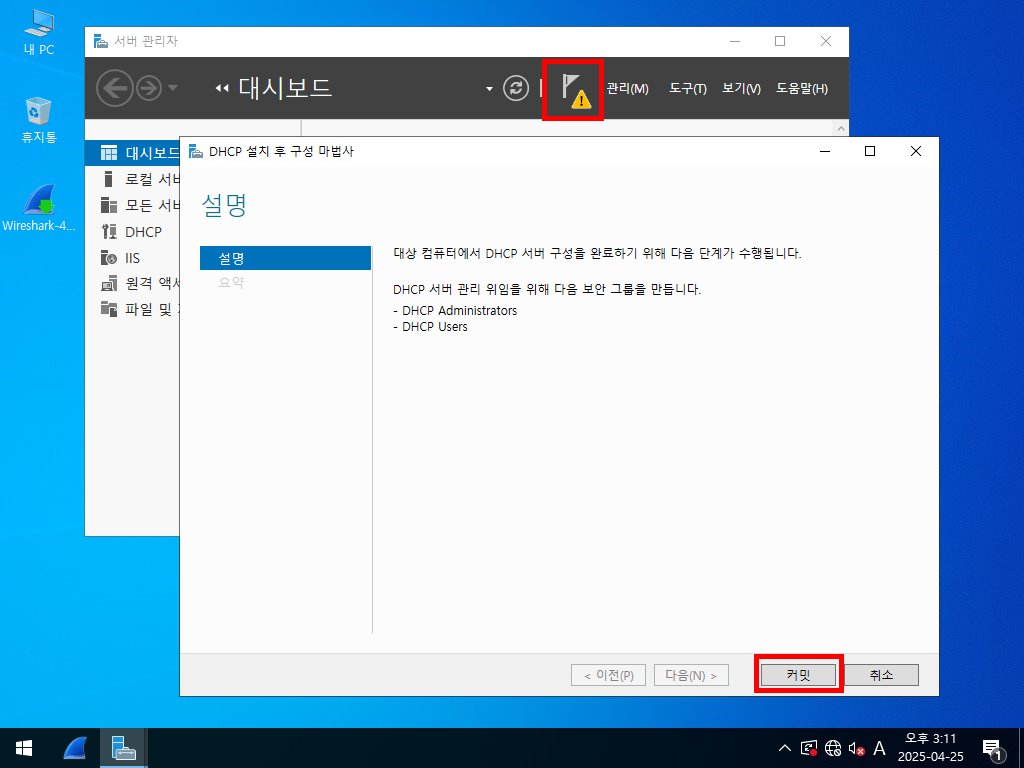 내 PC
휴지통
Wireshark-4...
서버 관리자
대시보드
관리(M)
도구(T)
보기(V)
도움말(H)
대시보드
로컬 서버
모든 서버
DHCP
IIS
원격 액세
파일 및
DHCP 설치 후 구성 마법사
설명
설명
요약
대상 컴퓨터에서 DHCP 서버 구성을 완료하기 위해 다음 단계가 수행됩니다.
DHCP 서버 관리 위임을 위해 다음 보안 그룹을 만듭니다.
- DHCP Administrators
- DHCP Users
< 이전(P)
다음(N) >
커밋
취소
A
오후 3:11
2025-04-25
1